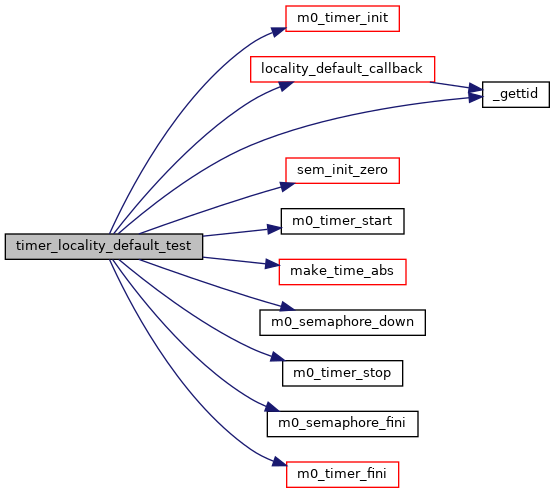 m0_timer_init
locality_default_callback
_gettid
sem_init_zero
m0_timer_start
timer_locality_default_test
make_time_abs
m0_semaphore_down
m0_timer_stop
m0_semaphore_fini
m0_timer_fini